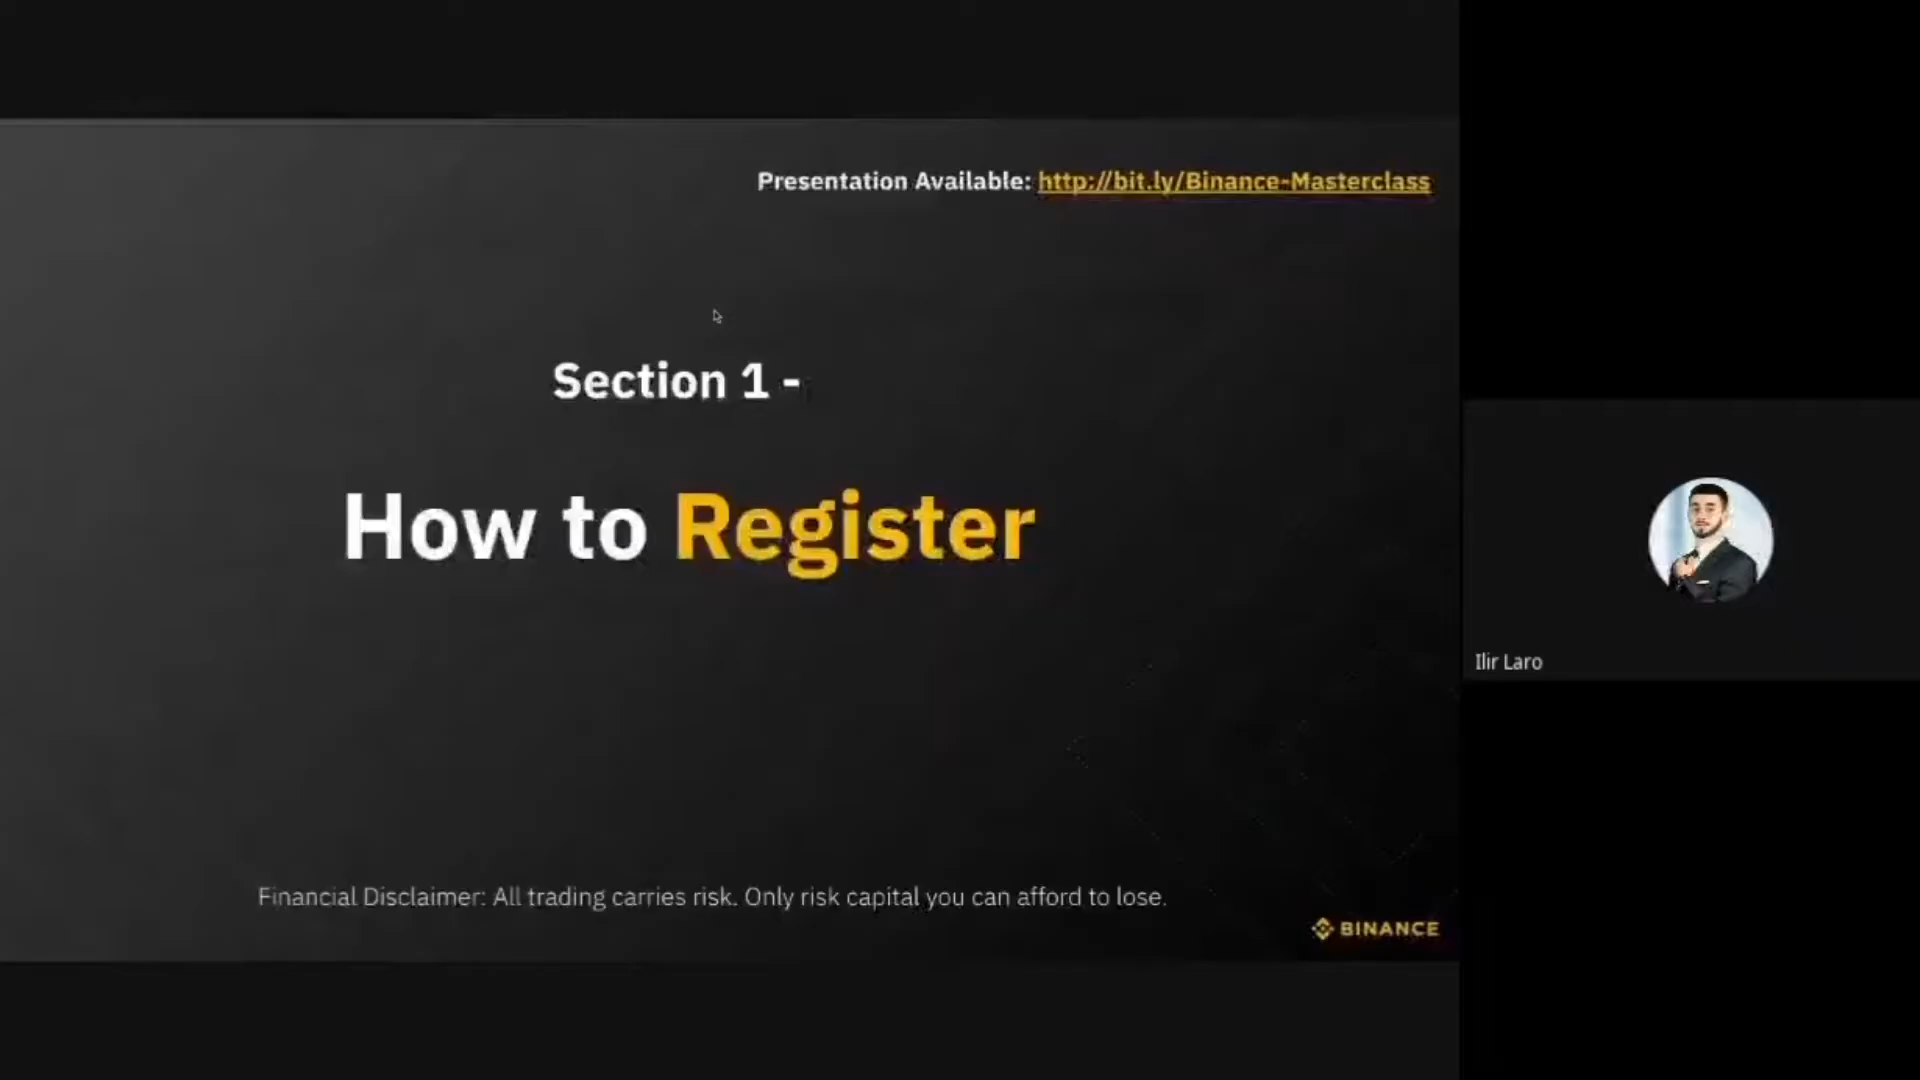 Presentation Available: http://bit.ly/Binance-Masterclass
Section 1 -
How to Register
Ilir Laro
Financial Disclaimer: All trading carries risk. Only risk capital you can afford to lose.
BINANCE